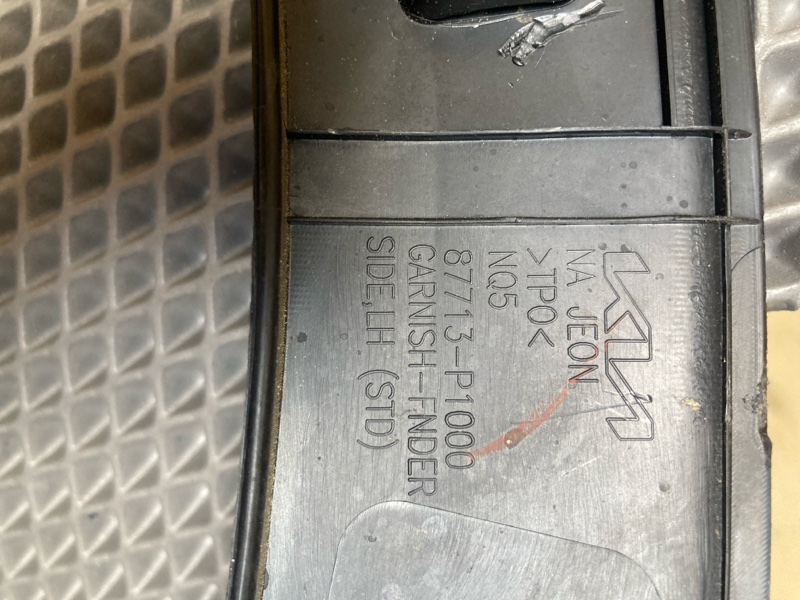 KIA
NA JEON
>TPO<
NQ5
87713-P1000
GARNISH-FNDER
SIDE,LH (STD)